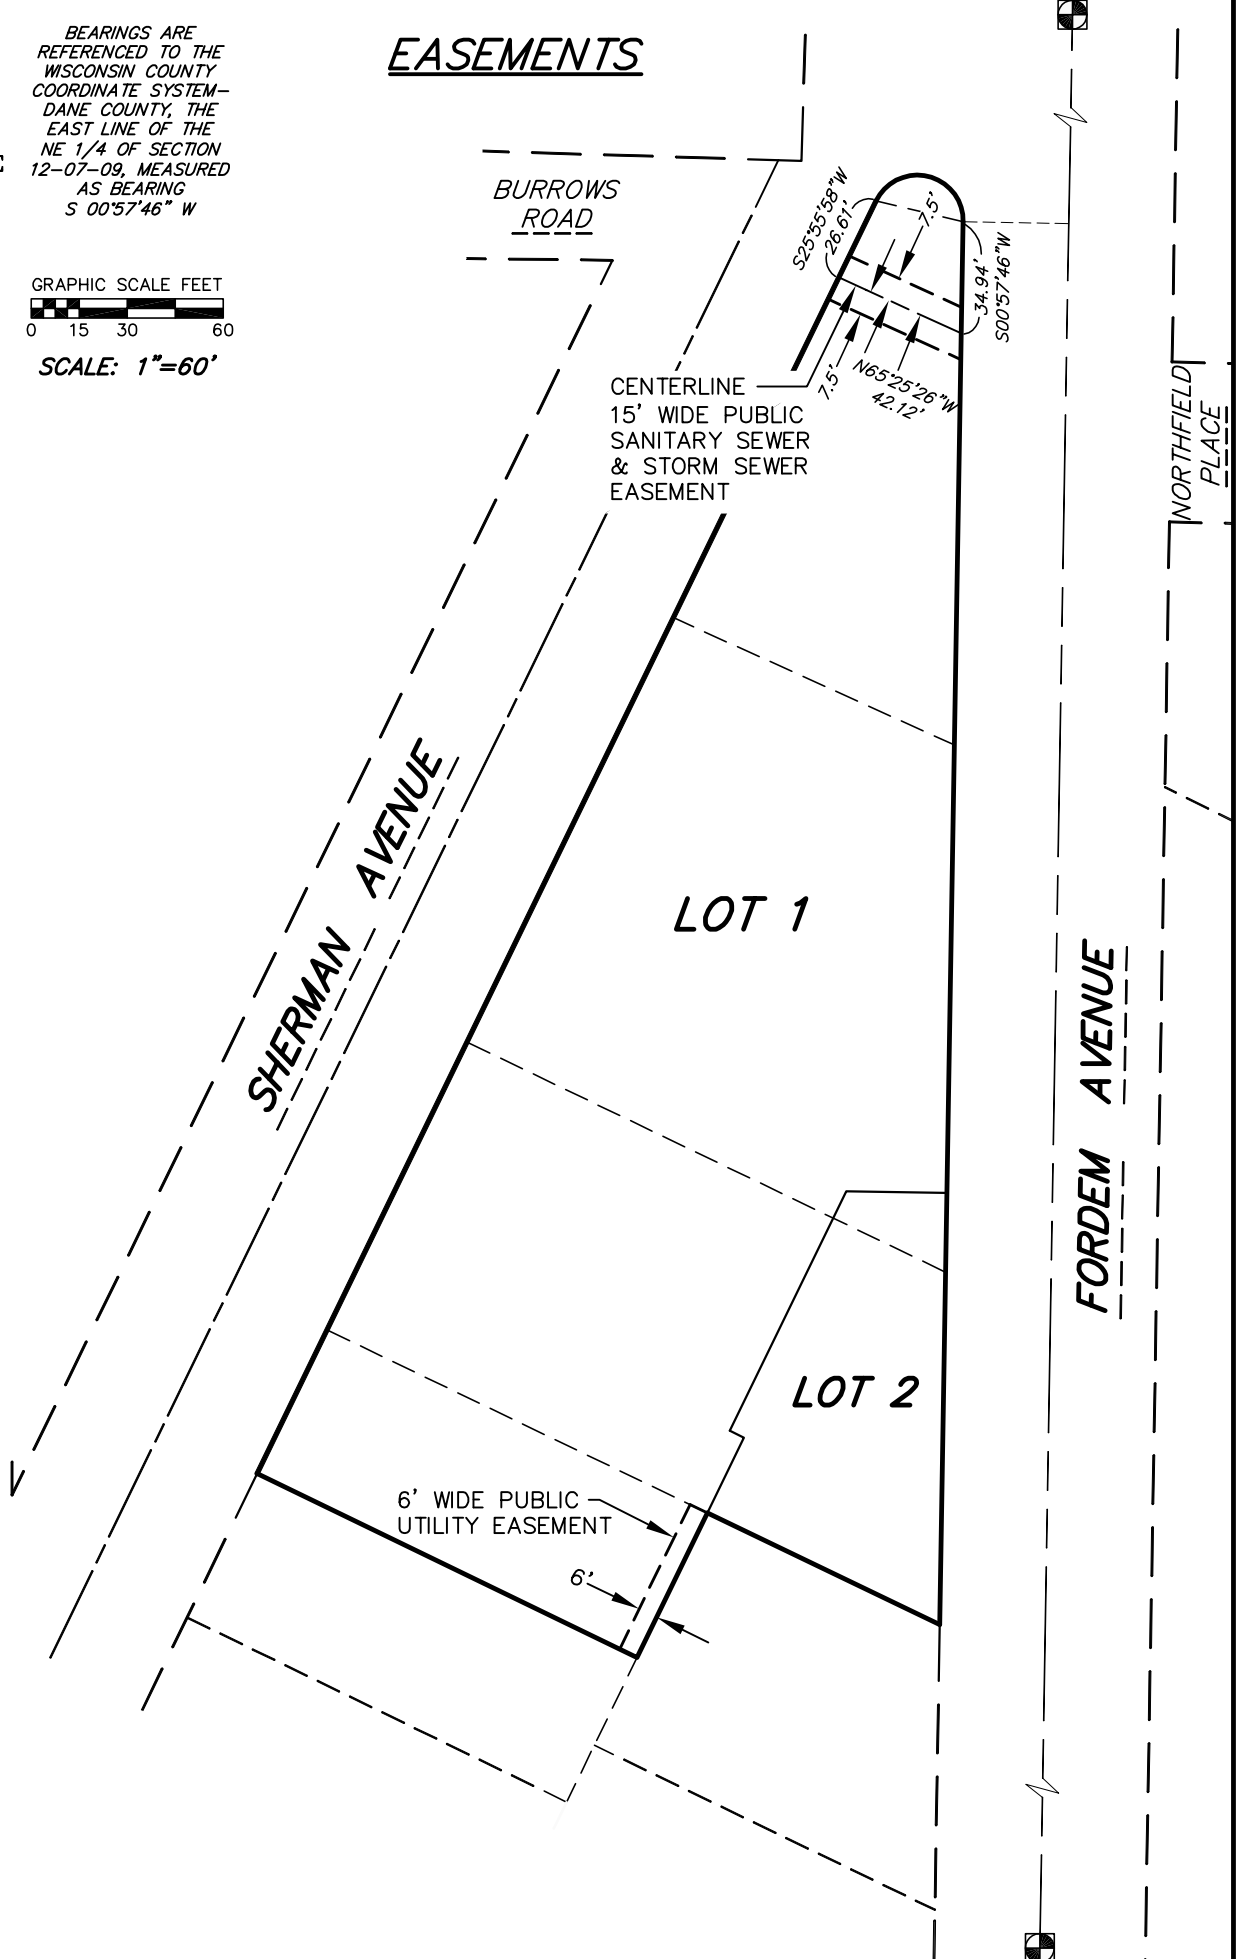 BEARINGS ARE
REFERENCED TO THE
WISCONSIN COUNTY
COORDINATE SYSTEM-
DANE COUNTY, THE
EAST LINE OF THE
NE 1/4 OF SECTION
12-07-09, MEASURED
AS BEARING
S 00°57'46" W
EASEMENTS
GRAPHIC SCALE FEET
0 15 30 60
SCALE: 1"=60'
BURROWS
ROAD
S25°55'58"W
26.61'
7.5'
34.94'
S00°57'46"W
N65°25'26"W
42.12'
7.5'
CENTERLINE
15' WIDE PUBLIC
SANITARY SEWER
& STORM SEWER
EASEMENT
NORTHFIELD
PLACE
SHERMAN AVENUE
LOT 1
FORDEM AVENUE
LOT 2
6' WIDE PUBLIC
UTILITY EASEMENT
6'